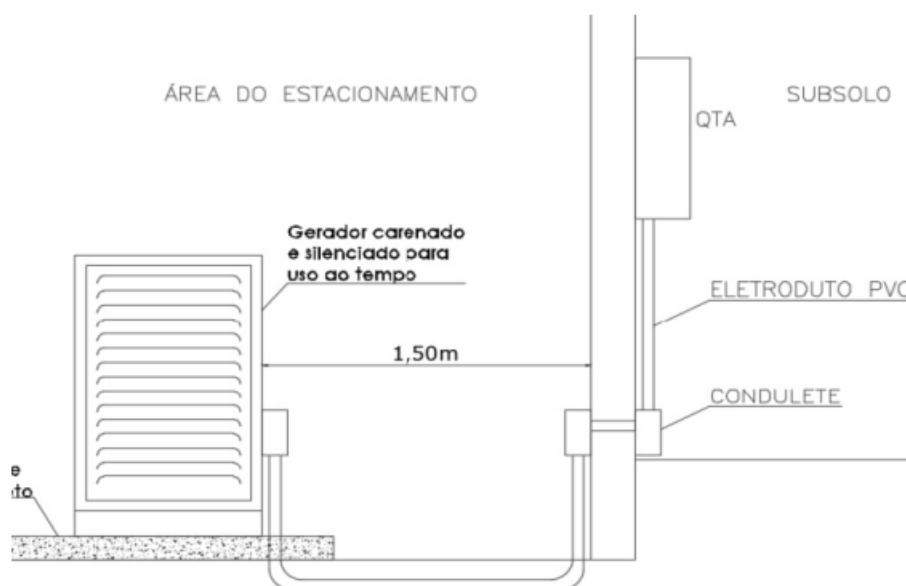 ÁREA DO ESTACIONAMENTO
SUBSOLO
QTA
Gerador carenado
e silenciado para
uso ao tempo
ELETRODUTO PVC
1,50m
CONDULETE